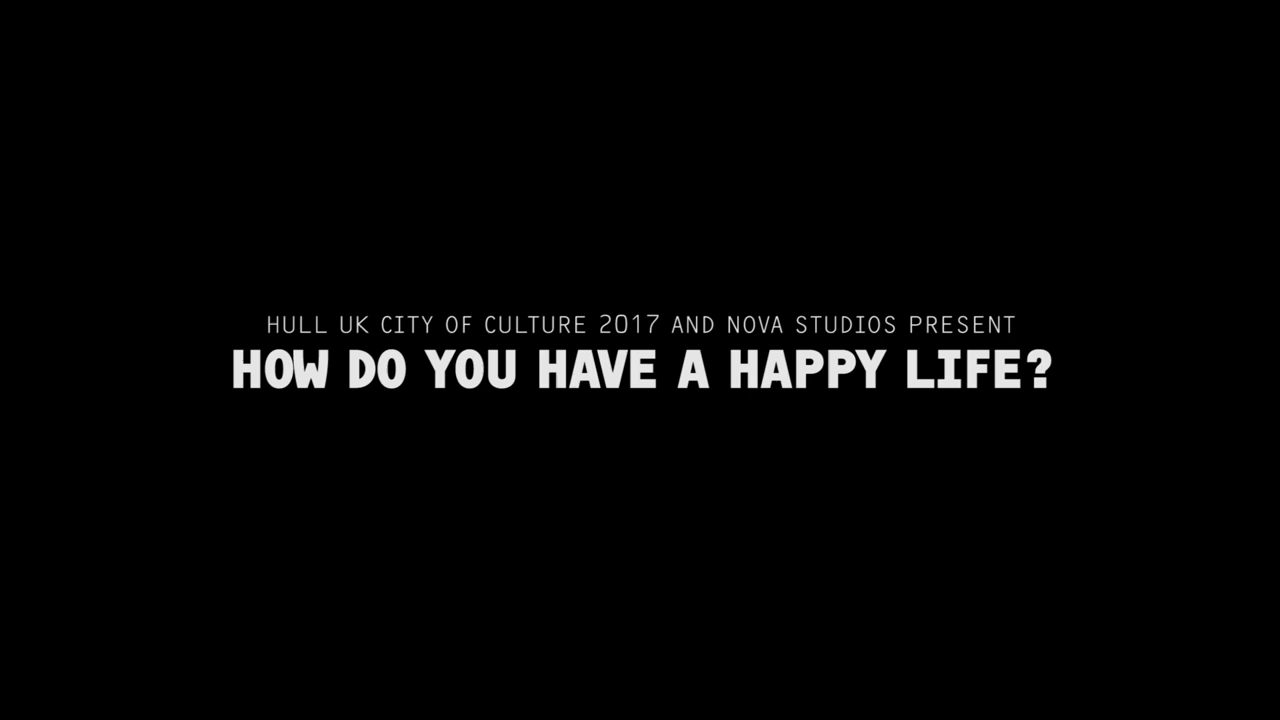 HULL UK CITY OF CULTURE 2017 AND NOVA STUDIOS PRESENT
HOW DO YOU HAVE A HAPPY LIFE?